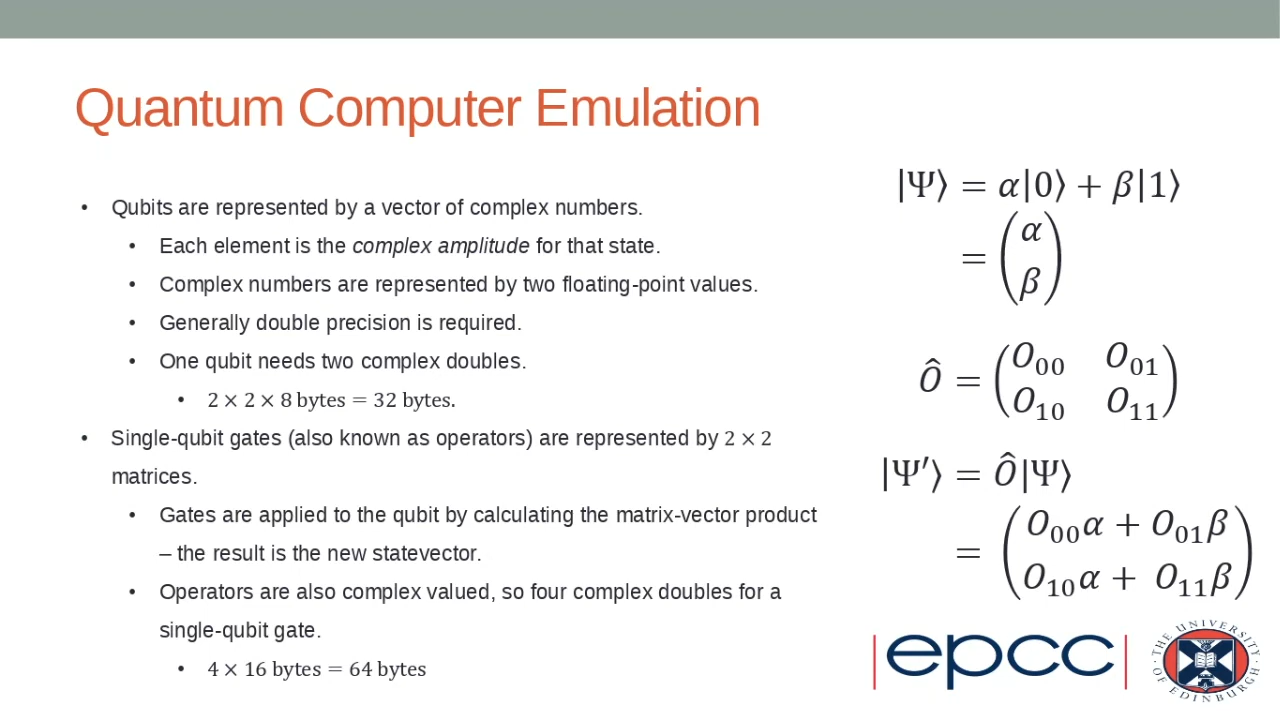 Quantum Computer Emulation
• Qubits are represented by a vector of complex numbers.
• Each element is the complex amplitude for that state.
• Complex numbers are represented by two floating-point values.
• Generally double precision is required.
• One qubit needs two complex doubles.
• 2 × 2 × 8 bytes = 32 bytes.
• Single-qubit gates (also known as operators) are represented by 2 × 2
matrices.
• Gates are applied to the qubit by calculating the matrix-vector product
– the result is the new statevector.
• Operators are also complex valued, so four complex doubles for a
single-qubit gate.
• 4 × 16 bytes = 64 bytes
|Ψ⟩ = α|0⟩ + β|1⟩
= (α
β)
Ô = (O₀₀ O₀₁
O₁₀ O₁₁)
|Ψ′⟩ = Ô|Ψ⟩
= (O₀₀α + O₀₁β
O₁₀α + O₁₁β)
epcc
THE UNIVERSITY
OF EDINBURGH